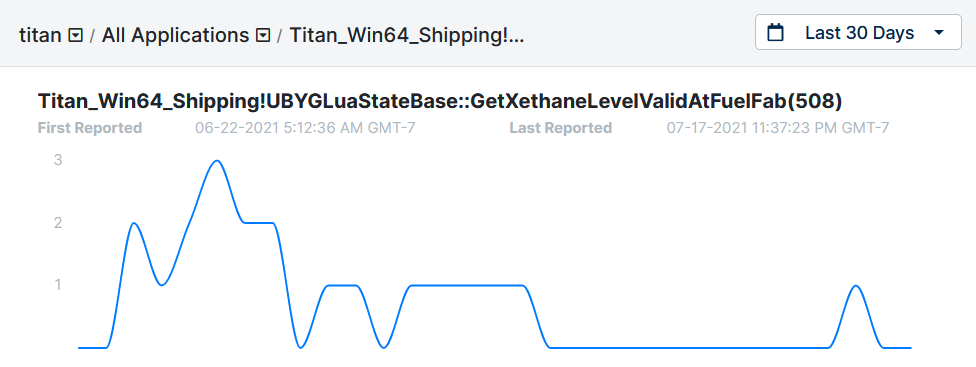 titan / All Applications / Titan_Win64_Shipping!... Last 30 Days
Titan_Win64_Shipping!UBYGLuaStateBase::GetXethaneLevelValidAtFuelFab(508)
First Reported 06-22-2021 5:12:36 AM GMT-7 Last Reported 07-17-2021 11:37:23 PM GMT-7
3
2
1